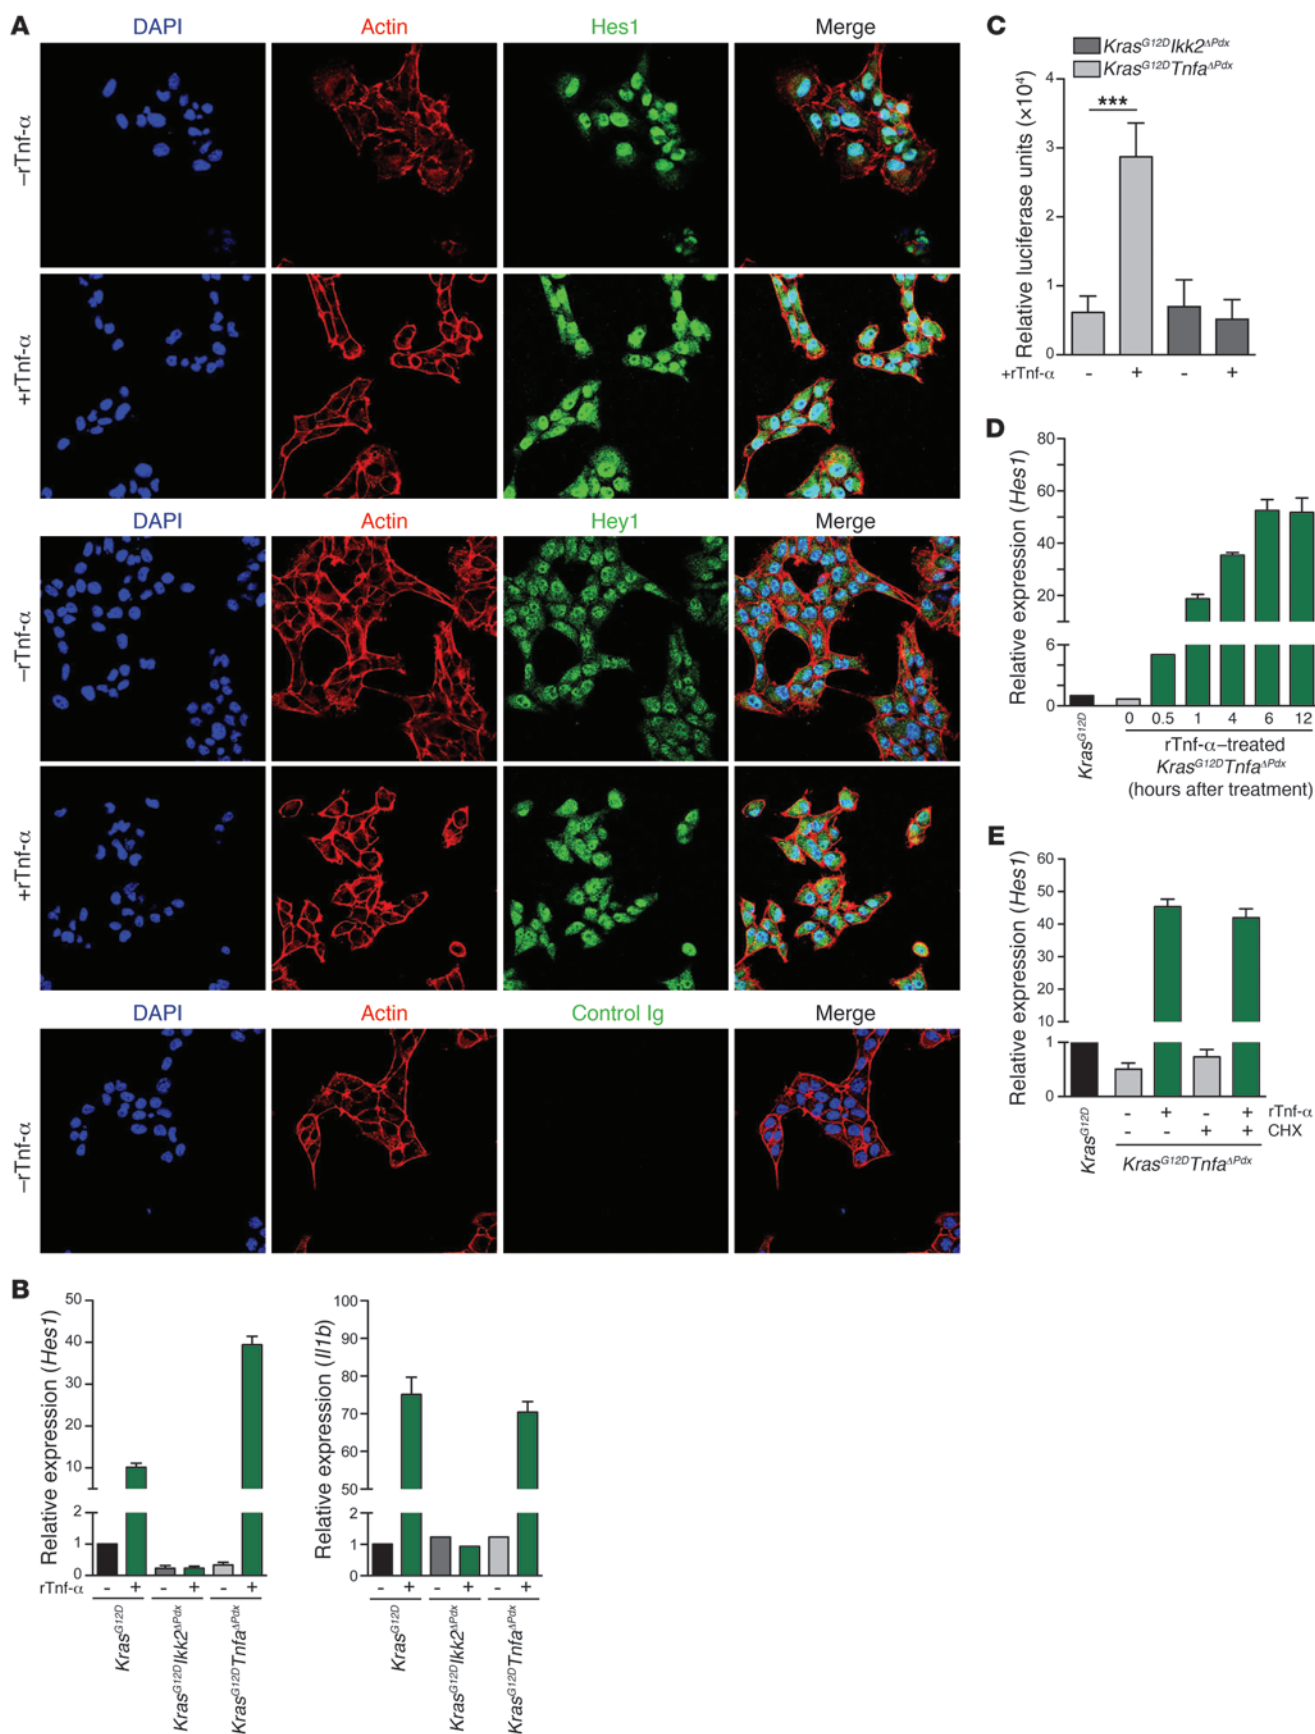 A
DAPI Actin Hes1 Merge
–rTnf-α
+rTnf-α
DAPI Actin Hey1 Merge
–rTnf-α
+rTnf-α
DAPI Actin Control Ig Merge
–rTnf-α
B
Relative expression (Hes1)
50
40
30
20
10
2
1
0
rTnf-α - + - + - +
KrasG12D
KrasG12DIkk2ΔPdx
KrasG12DTnfaΔPdx
Relative expression (Il1b)
100
90
80
70
60
50
2
1
0
- + - + - +
KrasG12D
KrasG12DIkk2ΔPdx
KrasG12DTnfaΔPdx
C
KrasG12DIkk2ΔPdx
KrasG12DTnfaΔPdx
Relative luciferase units (×10⁴)
4
3
2
1
0
***
+rTnf-α - + - +
D
Relative expression (Hes1)
80
60
40
20
6
0
KrasG12D
0 0.5 1 4 6 12
rTnf-α–treated
KrasG12DTnfaΔPdx
(hours after treatment)
E
Relative expression (Hes1)
60
50
40
30
20
10
1
0
- + - + rTnf-α
- - + + CHX
KrasG12D
KrasG12DTnfaΔPdx